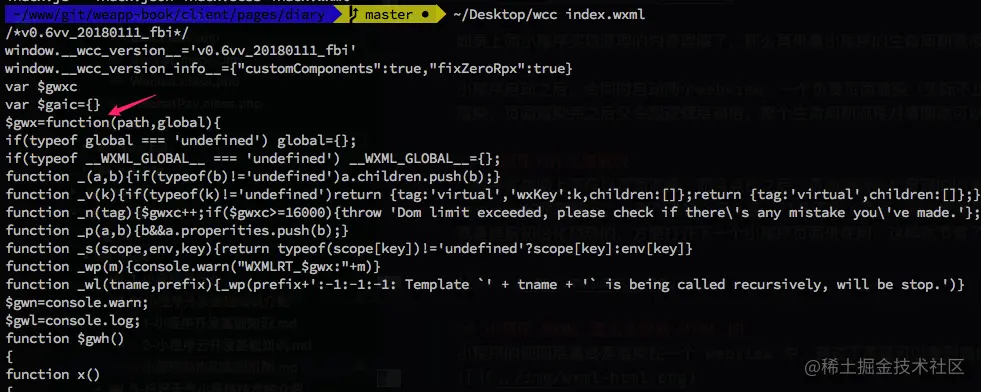 ~/www/git/weapp-book/client/pages/diary master ● ~/Desktop/wcc index.wxml
/*v0.6vv_20180111_fbi*/
window.__wcc_version__='v0.6vv_20180111_fbi'
window.__wcc_version_info__={"customComponents":true,"fixZeroRpx":true}
var $gwxc
var $gaic={}
$gwx=function(path,global){
if(typeof global === 'undefined') global={};
if(typeof __WXML_GLOBAL__ === 'undefined') __WXML_GLOBAL__={};
function _(a,b){if(typeof(b)!='undefined')a.children.push(b);}
function _v(k){if(typeof(k)!='undefined')return {tag:'virtual','wxKey':k,children:[]};return {tag:'virtual',children:[]};}
function _n(tag){$gwxc++;if($gwxc>=16000){throw 'Dom limit exceeded, please check if there\'s any mistake you\'ve made.'};
function _p(a,b){b&&a.properities.push(b);}
function _s(scope,env,key){return typeof(scope[key])!='undefined'?scope[key]:env[key]}
function _wp(m){console.warn("WXMLRT_$gwx:"+m)}
function _wl(tname,prefix){_wp(prefix+':-1:-1:-1: Template `' + tname + '` is being called recursively, will be stop.')}
$gwn=console.warn;
$gwl=console.log;
function $gwh()
{
function x()
{
@稀土掘金技术社区